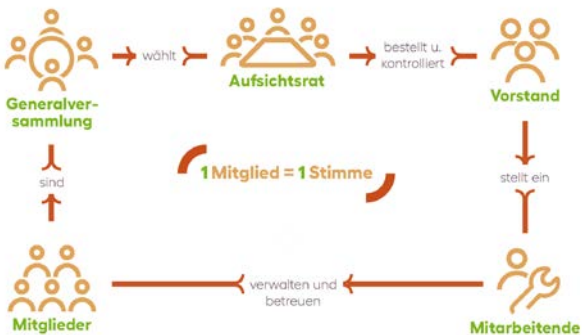 wählt
bestellt u.
kontrolliert
Aufsichtsrat
Generalver-
sammlung
Vorstand
1 Mitglied = 1 Stimme
sind
stellt ein
verwalten und
betreuen
Mitglieder
Mitarbeitende